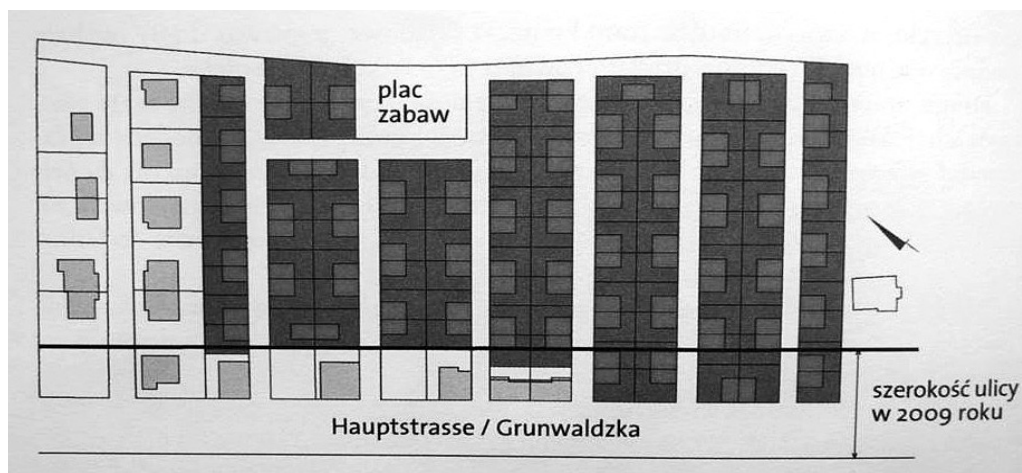 plac
zabaw
szerokość ulicy
w 2009 roku
Hauptstrasse / Grunwaldzka